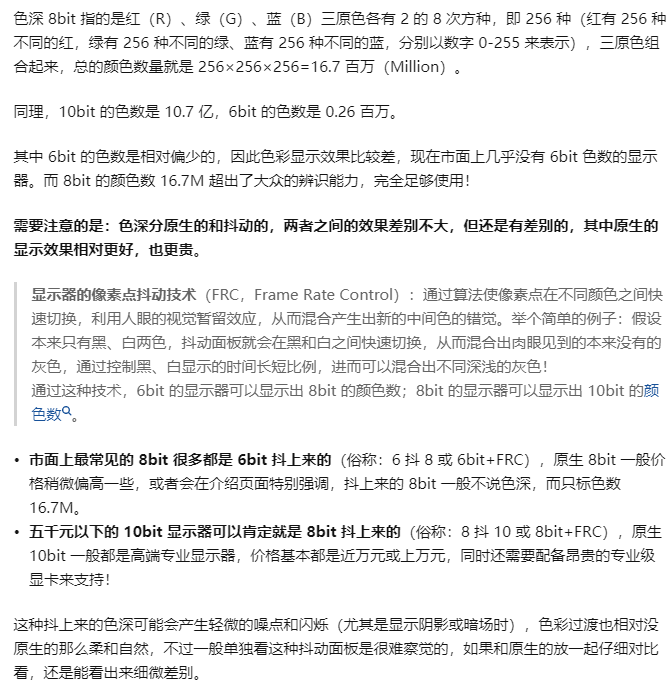 色深 8bit 指的是红（R）、绿（G）、蓝（B）三原色各有 2 的 8 次方种，即 256 种（红有 256 种
不同的红，绿有 256 种不同的绿、蓝有 256 种不同的蓝，分别以数字 0-255 来表示），三原色组
合起来，总的颜色数量就是 256×256×256=16.7 百万（Million）。
同理，10bit 的色数是 10.7 亿，6bit 的色数是 0.26 百万。
其中 6bit 的色数是相对偏少的，因此色彩显示效果比较差，现在市面上几乎没有 6bit 色数的显示
器。而 8bit 的颜色数 16.7M 超出了大众的辨识能力，完全足够使用！
需要注意的是：色深分原生的和抖动的，两者之间的效果差别不大，但还是有差别的，其中原生的
显示效果相对更好，也更贵。
显示器的像素点抖动技术（FRC，Frame Rate Control）：通过算法使像素点在不同颜色之间快
速切换，利用人眼的视觉暂留效应，从而混合产生出新的中间色的错觉。举个简单的例子：假设
本来只有黑、白两色，抖动面板就会在黑和白之间快速切换，从而混合出肉眼见到的本来没有的
灰色，通过控制黑、白显示的时间长短比例，进而可以混合出不同深浅的灰色！
通过这种技术，6bit 的显示器可以显示出 8bit 的颜色数；8bit 的显示器可以显示出 10bit 的颜
色数。
• 市面上最常见的 8bit 很多都是 6bit 抖上来的（俗称：6 抖 8 或 6bit+FRC），原生 8bit 一般价
格稍微偏高一些，或者会在介绍页面特别强调，抖上来的 8bit 一般不说色深，而只标色数
16.7M。
• 五千元以下的 10bit 显示器可以肯定就是 8bit 抖上来的（俗称：8 抖 10 或 8bit+FRC），原生
10bit 一般都是高端专业显示器，价格基本都是近万元或上万元，同时还需要配备昂贵的专业级
显卡来支持！
这种抖上来的色深可能会产生轻微的噪点和闪烁（尤其是显示阴影或暗场时），色彩过渡也相对没
原生的那么柔和自然，不过一般单独看这种抖动面板是很难察觉的，如果和原生的放一起仔细对比
看，还是能看出来细微差别。